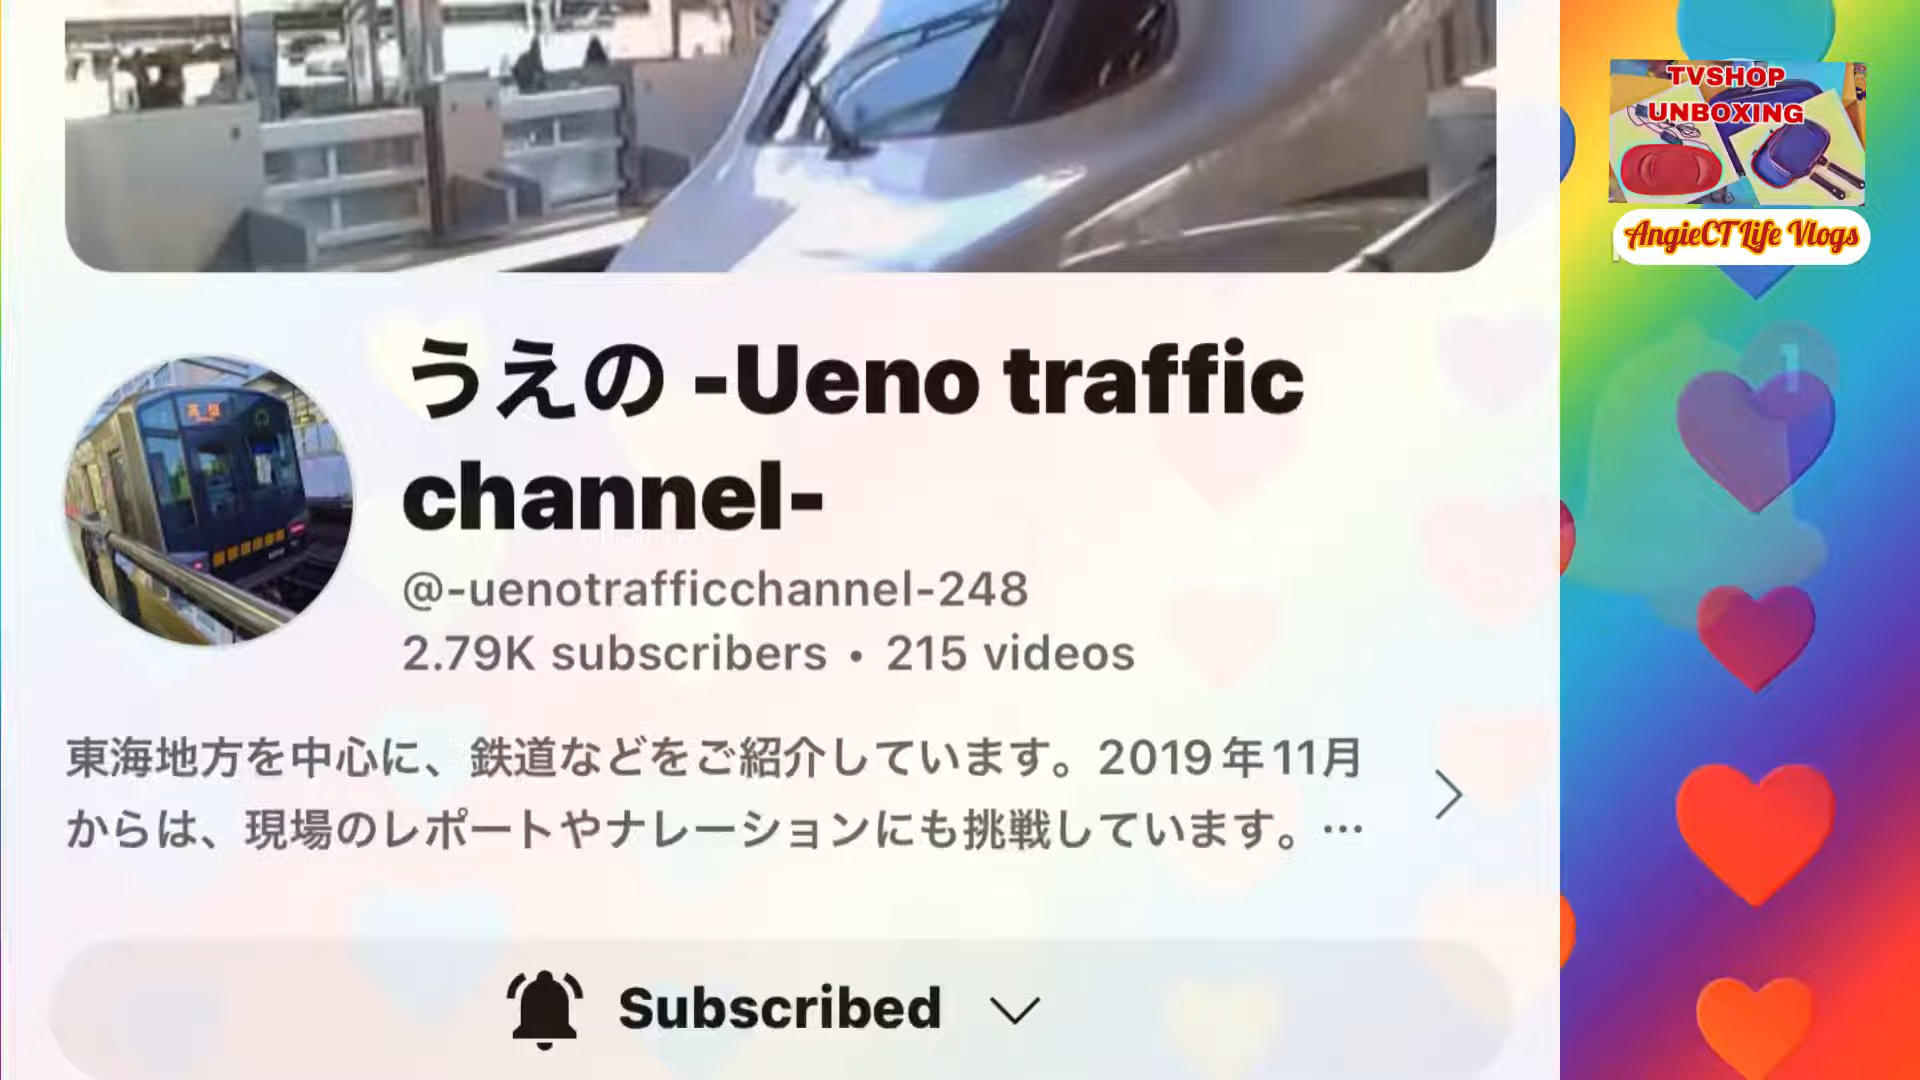 TVSHOP
UNBOXING
AngieCT Life Vlogs
うえの -Ueno traffic
channel-
@-uenotrafficchannel-248
2.79K subscribers • 215 videos
東海地方を中心に、鉄道などをご紹介しています。2019年11月
からは、現場のレポートやナレーションにも挑戦しています。…
Subscribed
1